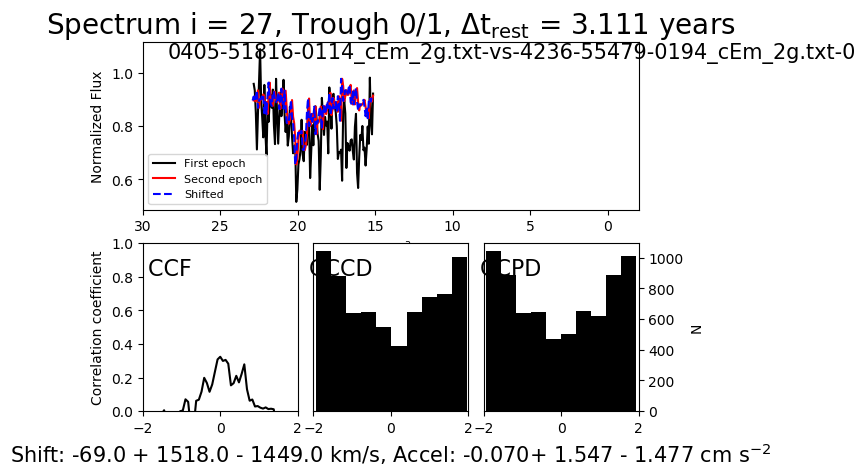 Spectrum i = 27, Trough 0/1, Δt_rest = 3.111 years
0405-51816-0114_cEm_2g.txt-vs-4236-55479-0194_cEm_2g.txt-0
Normalized Flux
1.0
0.8
0.6
First epoch
Second epoch
Shifted
30 25 20 15 10 5 0
Correlation coefficient
1.0
0.8
0.6
0.4
0.2
0.0
CCF
CCCD
CCPD
1000
800
600
400
200
0
N
−2 0 2
−2 0 2
−2 0 2
Shift: -69.0 + 1518.0 - 1449.0 km/s, Accel: -0.070+ 1.547 - 1.477 cm s⁻²